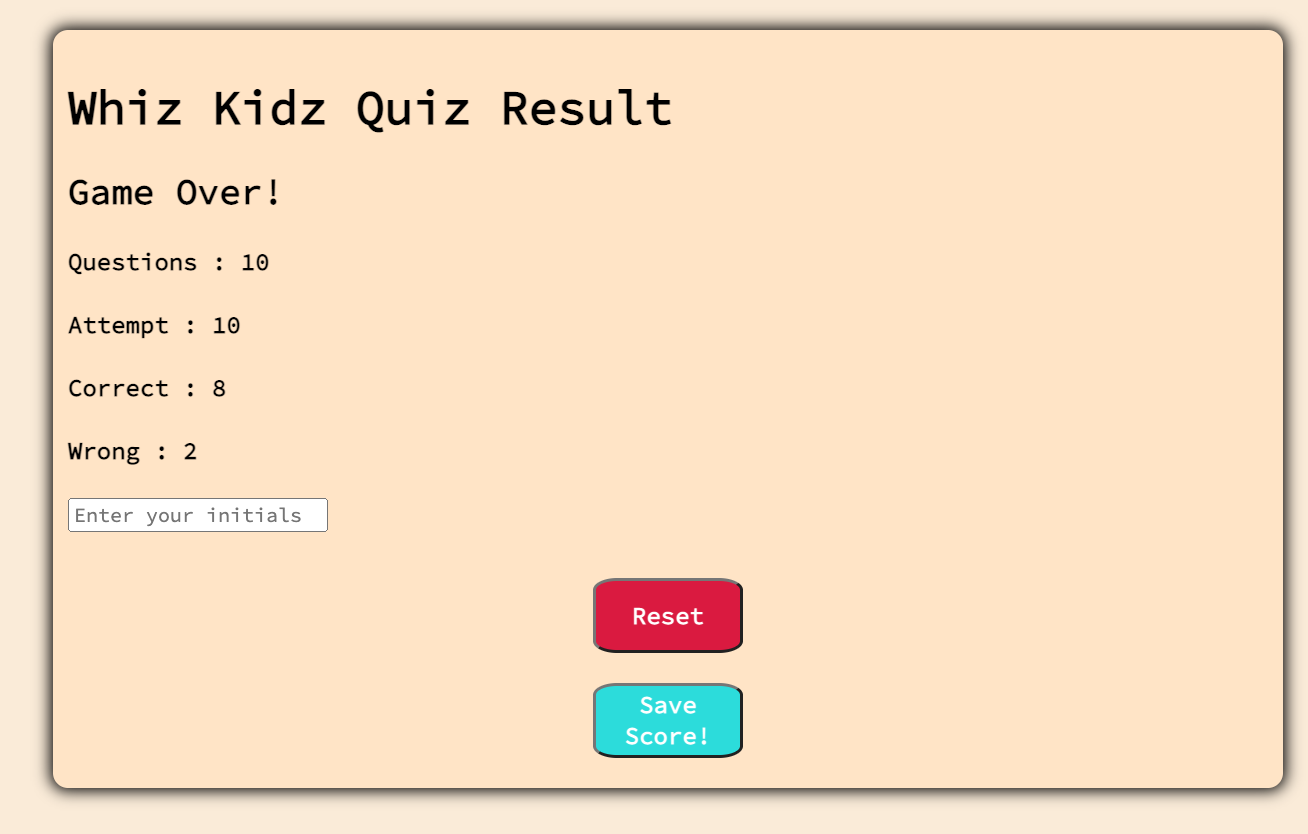 Whiz Kidz Quiz Result
Game Over!
Questions : 10
Attempt : 10
Correct : 8
Wrong : 2
Enter your initials
Reset
Save
Score!